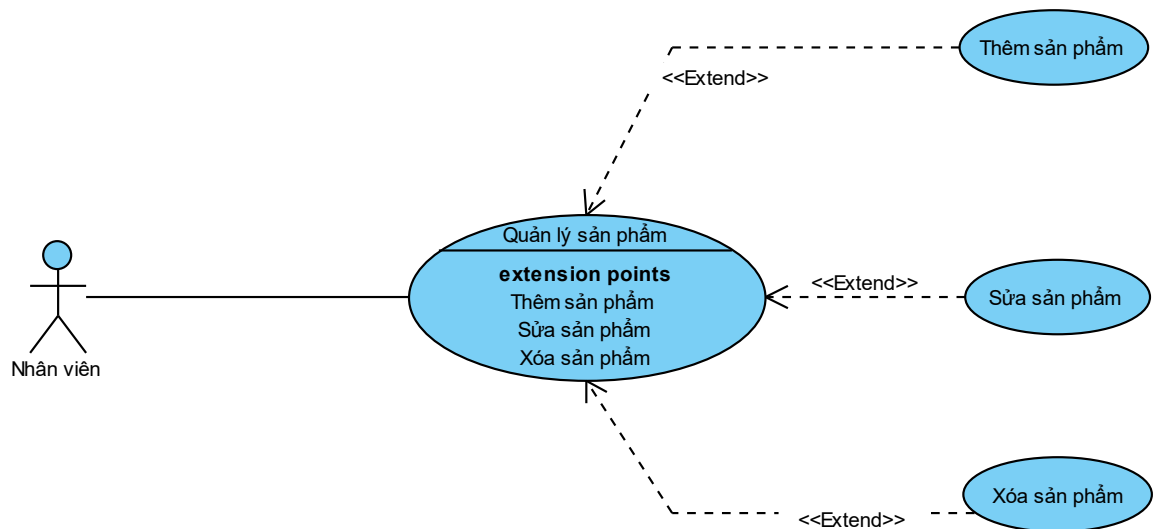 Thêm sản phẩm
<<Extend>>
Quản lý sản phẩm
extension points
Thêm sản phẩm
Sửa sản phẩm
Xóa sản phẩm
<<Extend>>
Sửa sản phẩm
Nhân viên
Xóa sản phẩm
<<Extend>>